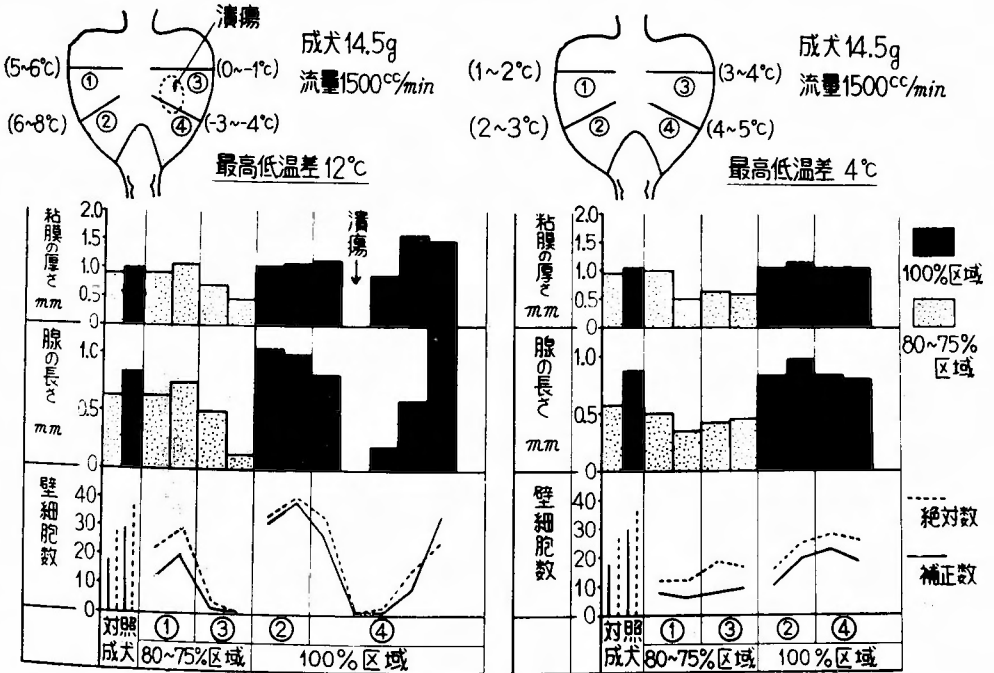 潰瘍
成犬14.5g
流量1500cc/min
(5~6°c)
①
③
(0~-1°c)
(6~8°c)
②
④
(-3~-4°c)
最高低温差12°c
成犬14.5g
流量1500cc/min
(1~2°c)
①
③
(3~4°c)
(2~3°c)
②
④
(4~5°c)
最高低温差 4°c
粘膜の厚さ mm
2.0
1.5
1.0
0.5
0
潰瘍
腺の長さ mm
1.0
0.5
0
壁細胞数
40
30
20
10
0
対照
成犬
①
③
②
④
80~75%区域
100%区域
粘膜の厚さ mm
2.0
1.5
1.0
0.5
0
腺の長さ mm
1.0
0.5
0
壁細胞数
40
30
20
10
0
対照
成犬
①
③
②
④
80~75%区域
100%区域
100%区域
80~75%
区域
絶対数
補正数